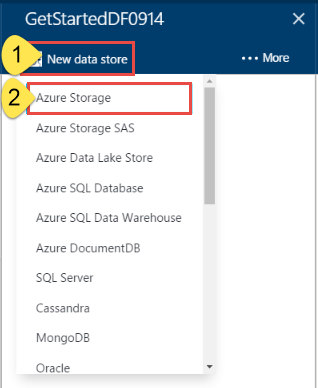 GetStartedDF0914
1
New data store
••• More
2
Azure Storage
Azure Storage SAS
Azure Data Lake Store
Azure SQL Database
Azure SQL Data Warehouse
Azure DocumentDB
SQL Server
Cassandra
MongoDB
Oracle